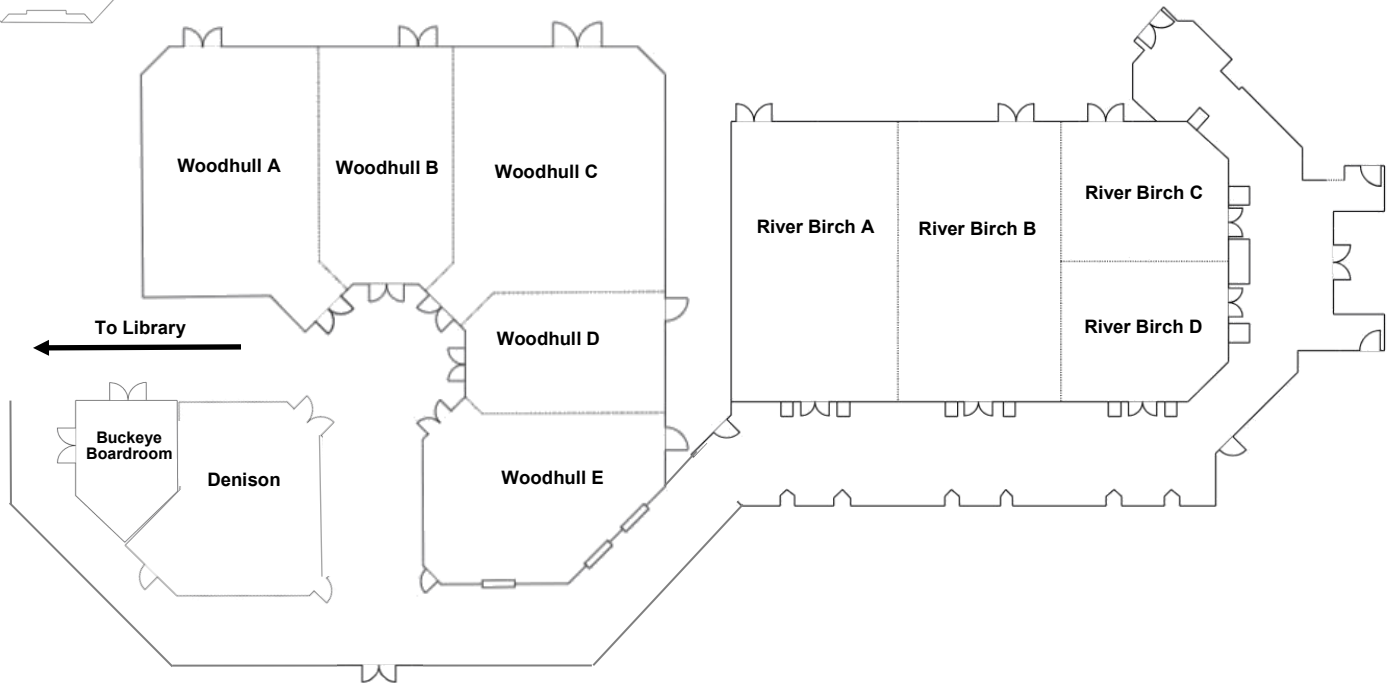 Woodhull A
Woodhull B
Woodhull C
River Birch A
River Birch B
River Birch C
River Birch D
To Library
Woodhull D
Buckeye
Boardroom
Denison
Woodhull E